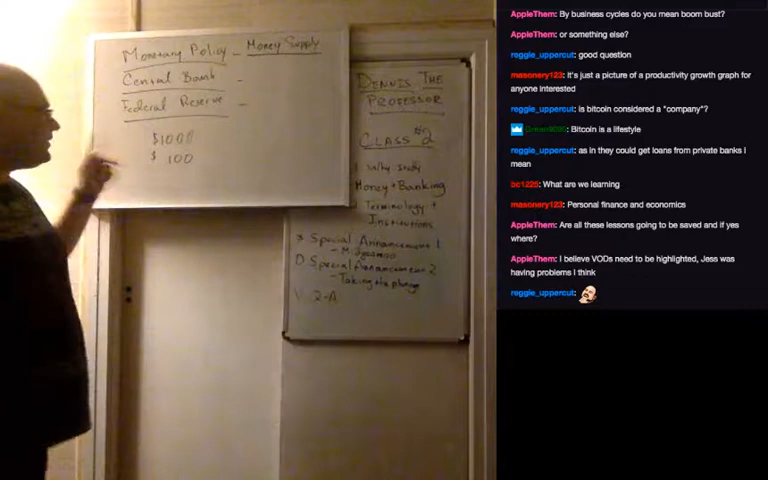 Monetary Policy - Money Supply
Central Bank -
Federal Reserve -
$1000
$ 100
DENNIS THE
PROFESSOR
CLASS #2
Why Study
Money + Banking
Terminology +
Institutions
Special Announcement 1
Special Announcement 2
- Taking the plunge
V Q-A
AppleThem: By business cycles do you mean boom bust?
AppleThem: or something else?
reggie_uppercut: good question
masonery123: It's just a picture of a productivity growth graph for
anyone interested
reggie_uppercut: is bitcoin considered a "company"?
Bitcoin is a lifestyle
reggie_uppercut: as in they could get loans from private banks i
mean
bc1225: What are we learning
masonery123: Personal finance and economics
AppleThem: Are all these lessons going to be saved and if yes
where?
AppleThem: I believe VODs need to be highlighted, Jess was
having problems I think
reggie_uppercut: